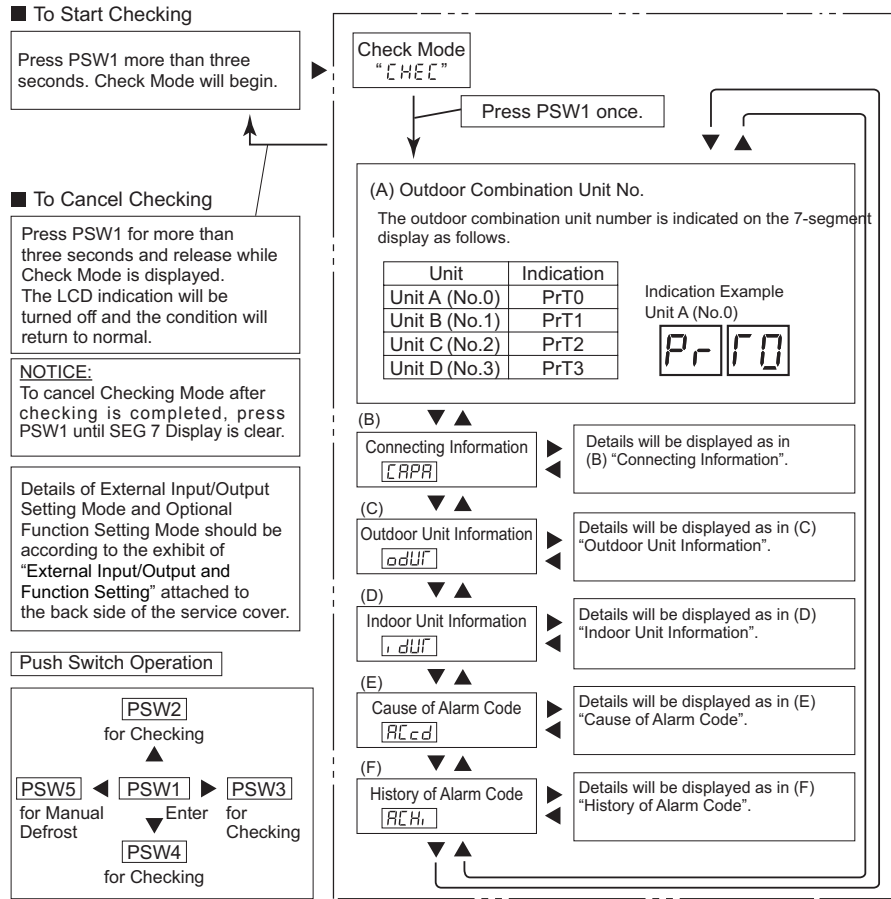 ■ To Start Checking
Press PSW1 more than three
seconds. Check Mode will begin.
■ To Cancel Checking
Press PSW1 for more than
three seconds and release while
Check Mode is displayed.
The LCD indication will be
turned off and the condition will
return to normal.
NOTICE:
To cancel Checking Mode after
checking is completed, press
PSW1 until SEG 7 Display is clear.
Details of External Input/Output
Setting Mode and Optional
Function Setting Mode should be
according to the exhibit of
“External Input/Output and
Function Setting” attached to
the back side of the service cover.
Push Switch Operation
PSW2
for Checking
PSW5 PSW1 PSW3
for Manual Enter for
Defrost Checking
PSW4
for Checking
Check Mode
“CHEC”
Press PSW1 once.
(A) Outdoor Combination Unit No.
The outdoor combination unit number is indicated on the 7-segment
display as follows.
Unit Indication
Unit A (No.0) PrT0
Unit B (No.1) PrT1
Unit C (No.2) PrT2
Unit D (No.3) PrT3
Indication Example
Unit A (No.0)
PrT0
(B)
Connecting Information
CAPA
Details will be displayed as in
(B) “Connecting Information”.
(C)
Outdoor Unit Information
odUT
Details will be displayed as in (C)
“Outdoor Unit Information”.
(D)
Indoor Unit Information
idUT
Details will be displayed as in (D)
“Indoor Unit Information”.
(E)
Cause of Alarm Code
ACcd
Details will be displayed as in (E)
“Cause of Alarm Code”.
(F)
History of Alarm Code
ACHi
Details will be displayed as in (F)
“History of Alarm Code”.